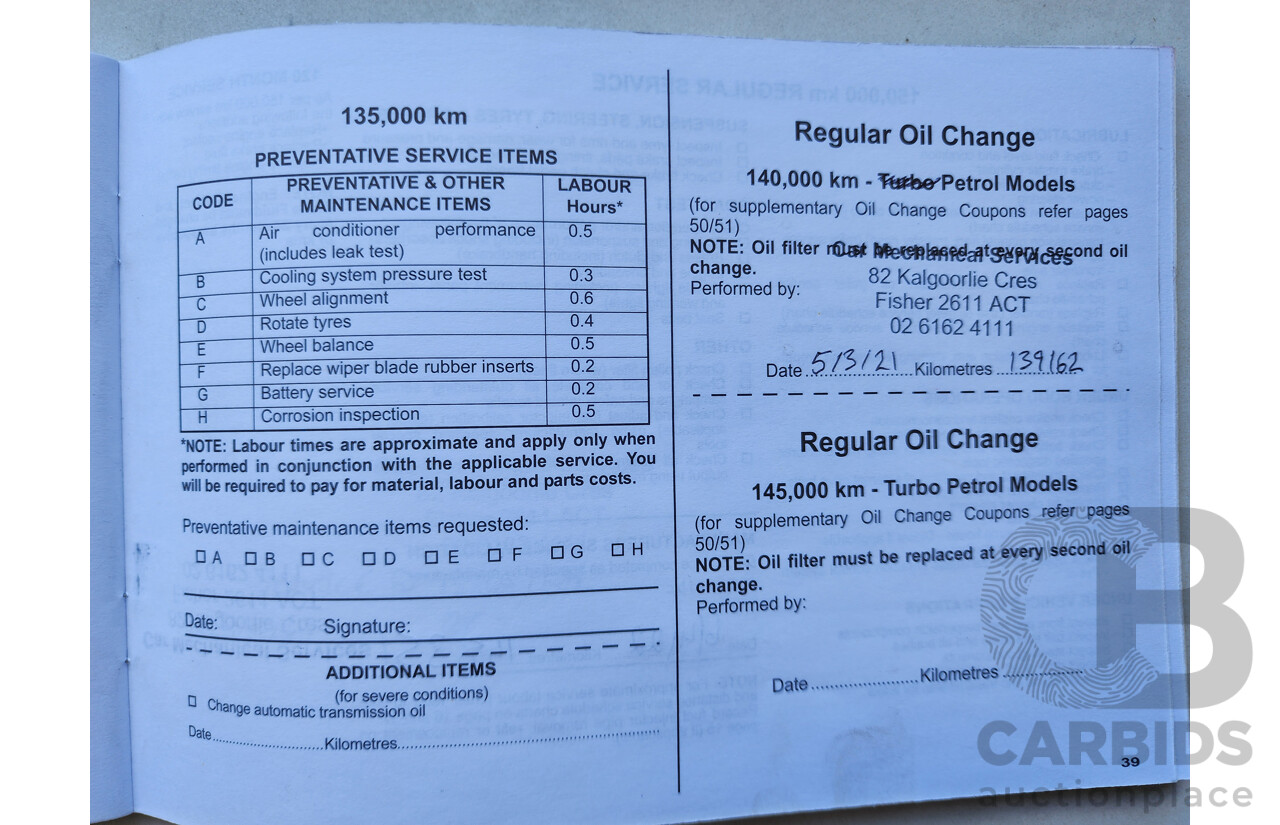 135,000 km
PREVENTATIVE SERVICE ITEMS
CODE PREVENTATIVE & OTHER MAINTENANCE ITEMS LABOUR Hours*
A Air conditioner performance (includes leak test) 0.5
B Cooling system pressure test 0.3
C Wheel alignment 0.6
D Rotate tyres 0.4
E Wheel balance 0.5
F Replace wiper blade rubber inserts 0.2
G Battery service 0.2
H Corrosion inspection 0.5
*NOTE: Labour times are approximate and apply only when
performed in conjunction with the applicable service. You
will be required to pay for material, labour and parts costs.
Preventative maintenance items requested:
A B C D E F G H
Date: Signature:
ADDITIONAL ITEMS
(for severe conditions)
Change automatic transmission oil
Date Kilometres
Regular Oil Change
140,000 km - Turbo Petrol Models
(for supplementary Oil Change Coupons refer pages
50/51)
NOTE: Oil filter must be replaced at every second oil
change.
Car Mechanical Services
Performed by:
82 Kalgoorlie Cres
Fisher 2611 ACT
02 6162 4111
Date 5/3/21 Kilometres 139162
Regular Oil Change
145,000 km - Turbo Petrol Models
(for supplementary Oil Change Coupons refer pages
50/51)
NOTE: Oil filter must be replaced at every second oil
change.
Performed by:
Date Kilometres
39
CB
CARBIDS
auctionplace